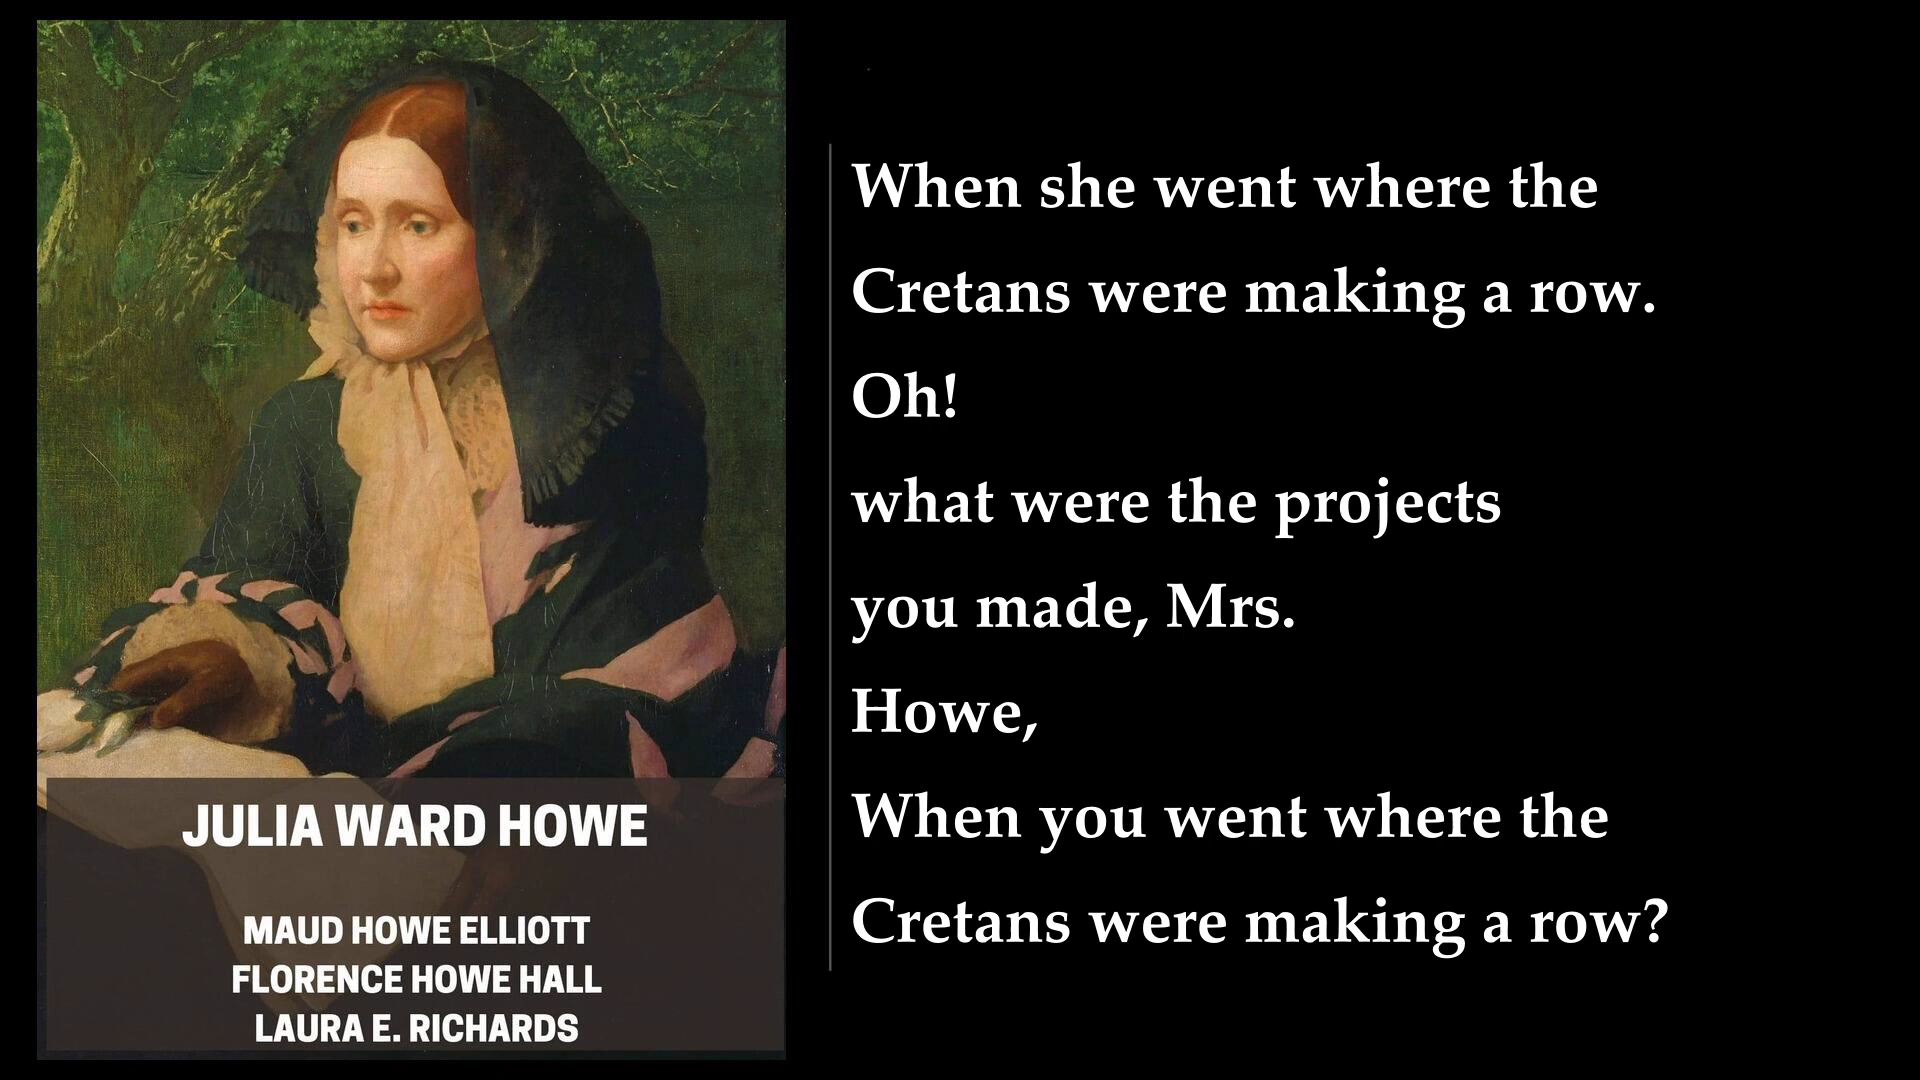 JULIA WARD HOWE
MAUD HOWE ELLIOTT
FLORENCE HOWE HALL
LAURA E. RICHARDS
When she went where the
Cretans were making a row.
Oh!
what were the projects
you made, Mrs.
Howe,
When you went where the
Cretans were making a row?